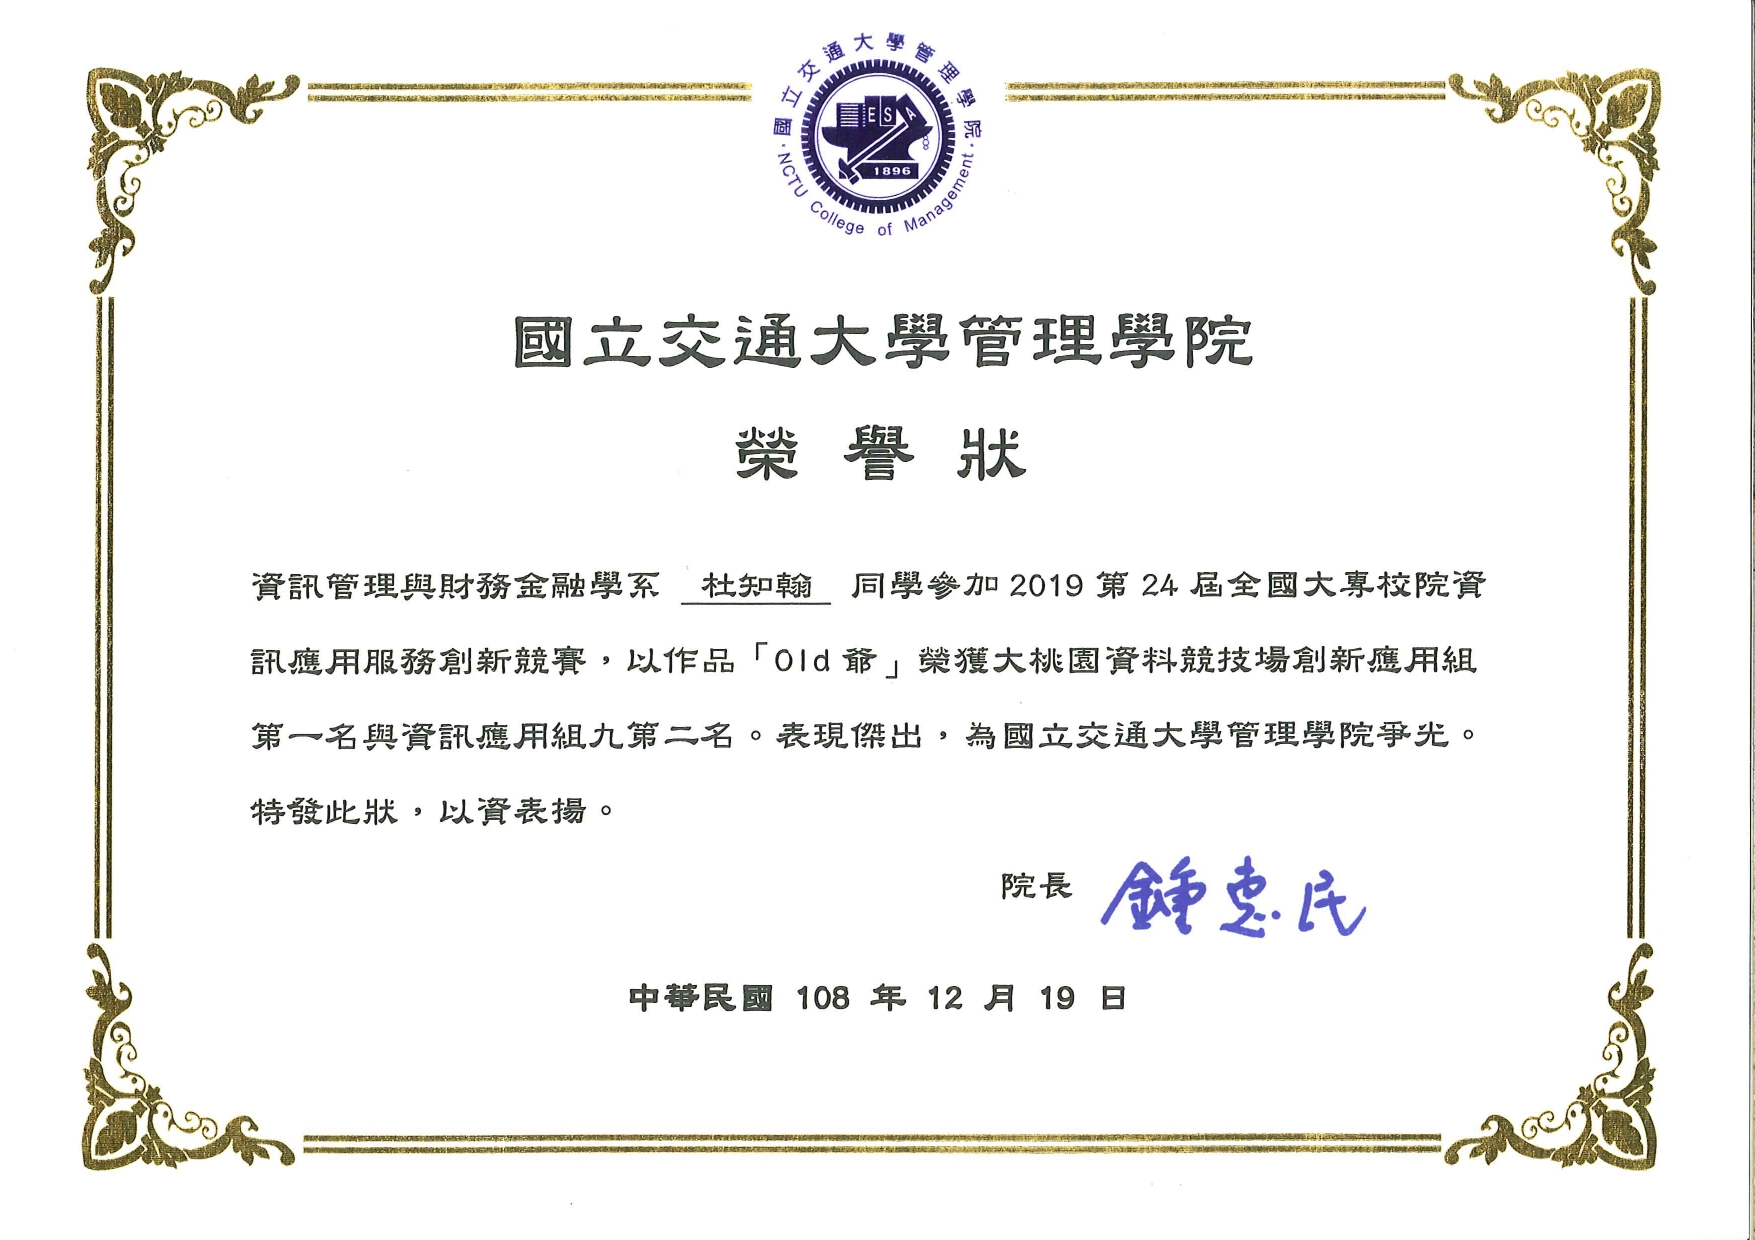 國立交通大學管理學院
NCTU College of Management
ESA
1896
國立交通大學管理學院
榮譽狀
資訊管理與財務金融學系 杜知翰 同學參加 2019 第 24 屆全國大專校院資
訊應用服務創新競賽，以作品「Old 爺」榮獲大桃園資料競技場創新應用組
第一名與資訊應用組九第二名。表現傑出，為國立交通大學管理學院爭光。
特發此狀，以資表揚。
院長 鍾惠民
中華民國 108 年 12 月 19 日